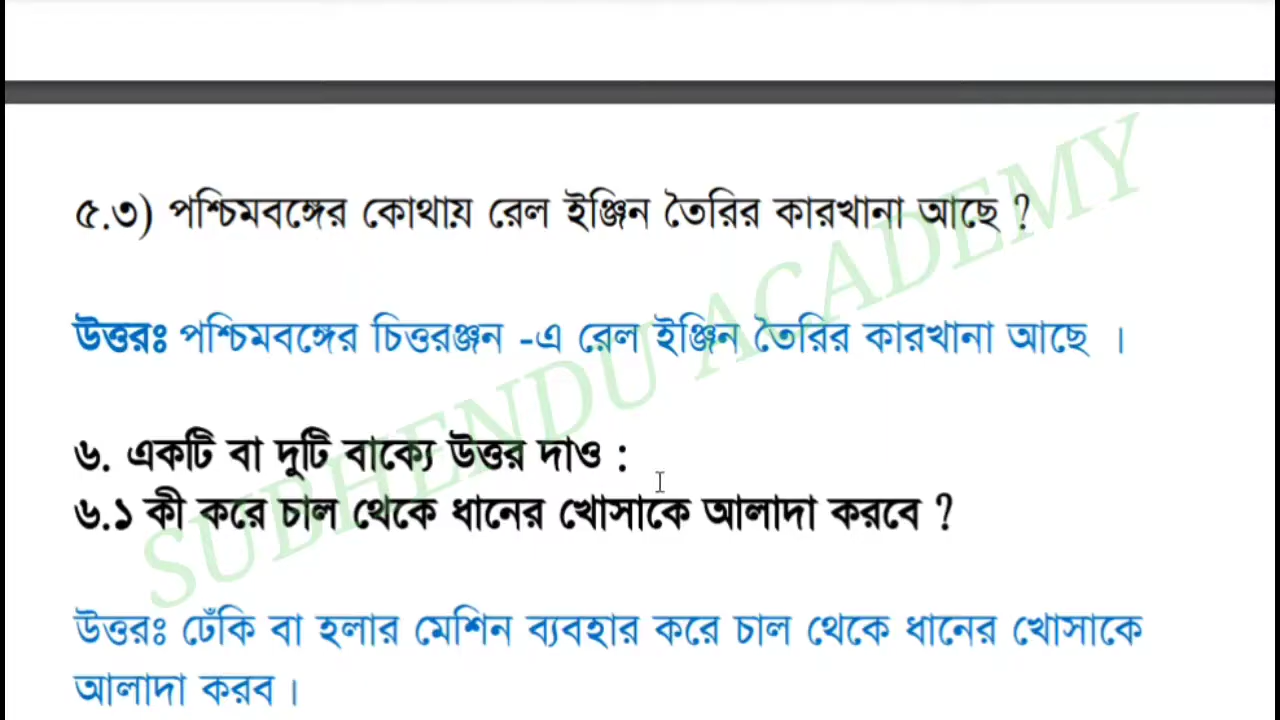 ৫.৩) পশ্চিমবঙ্গের কোথায় রেল ইঞ্জিন তৈরির কারখানা আছে ?
উত্তরঃ পশ্চিমবঙ্গের চিত্তরঞ্জন -এ রেল ইঞ্জিন তৈরির কারখানা আছে ।
৬. একটি বা দুটি বাক্যে উত্তর দাও :
৬.১ কী করে চাল থেকে ধানের খোসাকে আলাদা করবে ?
উত্তরঃ ঢেঁকি বা হলার মেশিন ব্যবহার করে চাল থেকে ধানের খোসাকে
আলাদা করব ।
SUBHENDU ACADEMY